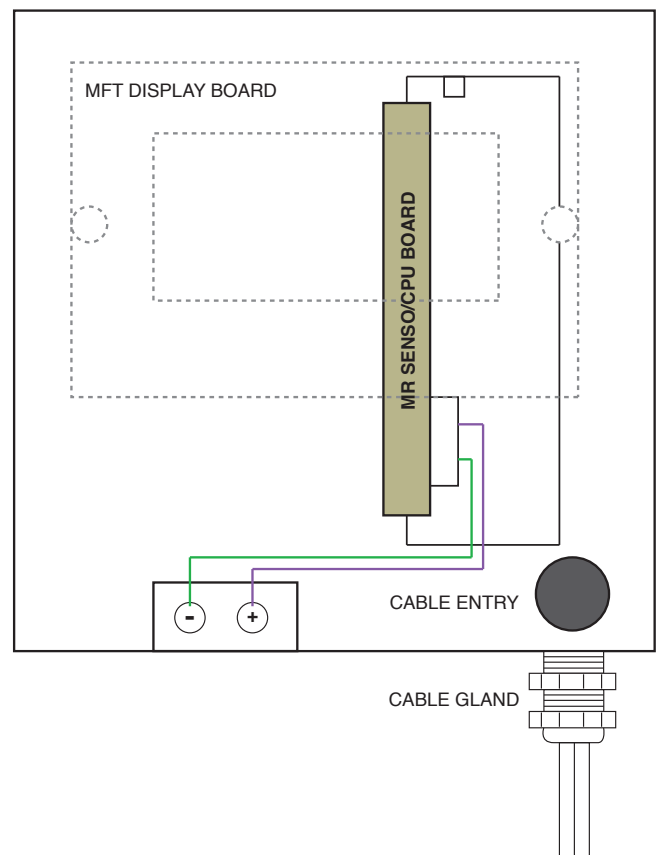 MFT DISPLAY BOARD
MR SENSO/CPU BOARD
- +
CABLE ENTRY
CABLE GLAND